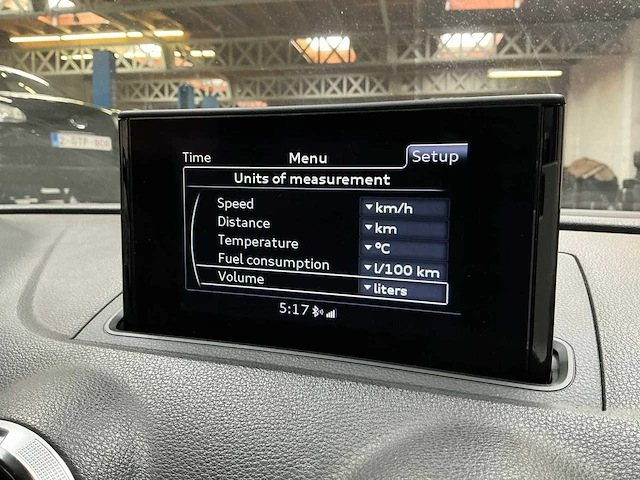 Time Menu Setup
Units of measurement
Speed km/h
Distance km
Temperature °C
Fuel consumption l/100 km
Volume liters
5:17